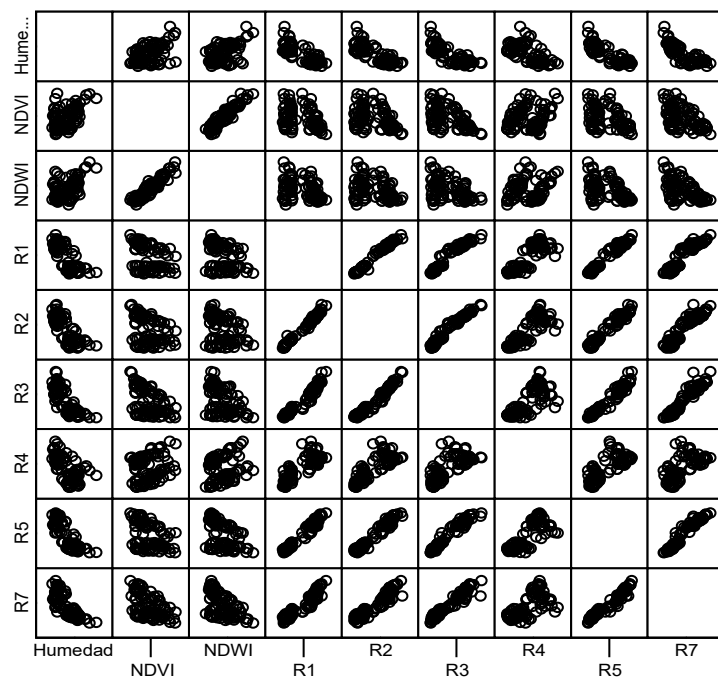 Hume...
NDVI
NDWI
R1
R2
R3
R4
R5
R7
Humedad NDWI R2 R4 R7
NDVI R1 R3 R5